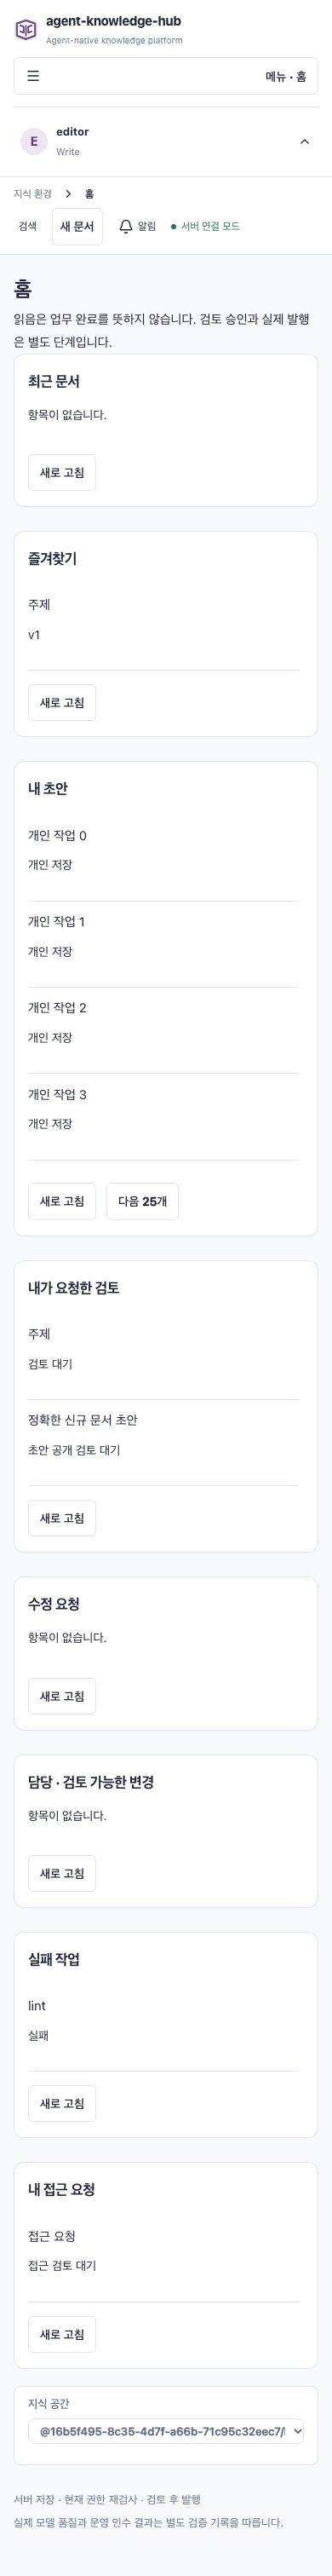 agent-knowledge-hub
Agent-native knowledge platform
메뉴 · 홈
E
editor
Write
지식 환경 > 홈
검색
새 문서
알림
서버 연결 모드
홈
읽음은 업무 완료를 뜻하지 않습니다. 검토 승인과 실제 발행
은 별도 단계입니다.
최근 문서
항목이 없습니다.
새로 고침
즐겨찾기
주제
v1
새로 고침
내 초안
개인 작업 0
개인 저장
개인 작업 1
개인 저장
개인 작업 2
개인 저장
개인 작업 3
개인 저장
새로 고침
다음 25개
내가 요청한 검토
주제
검토 대기
정확한 신규 문서 초안
초안 공개 검토 대기
새로 고침
수정 요청
항목이 없습니다.
새로 고침
담당 · 검토 가능한 변경
항목이 없습니다.
새로 고침
실패 작업
lint
실패
새로 고침
내 접근 요청
접근 요청
접근 검토 대기
새로 고침
지식 공간
@16b5f495-8c35-4d7f-a66b-71c95c32eec7/
서버 저장 · 현재 권한 재검사 · 검토 후 발행
실제 모델 품질과 운영 인수 결과는 별도 검증 기록을 따릅니다.